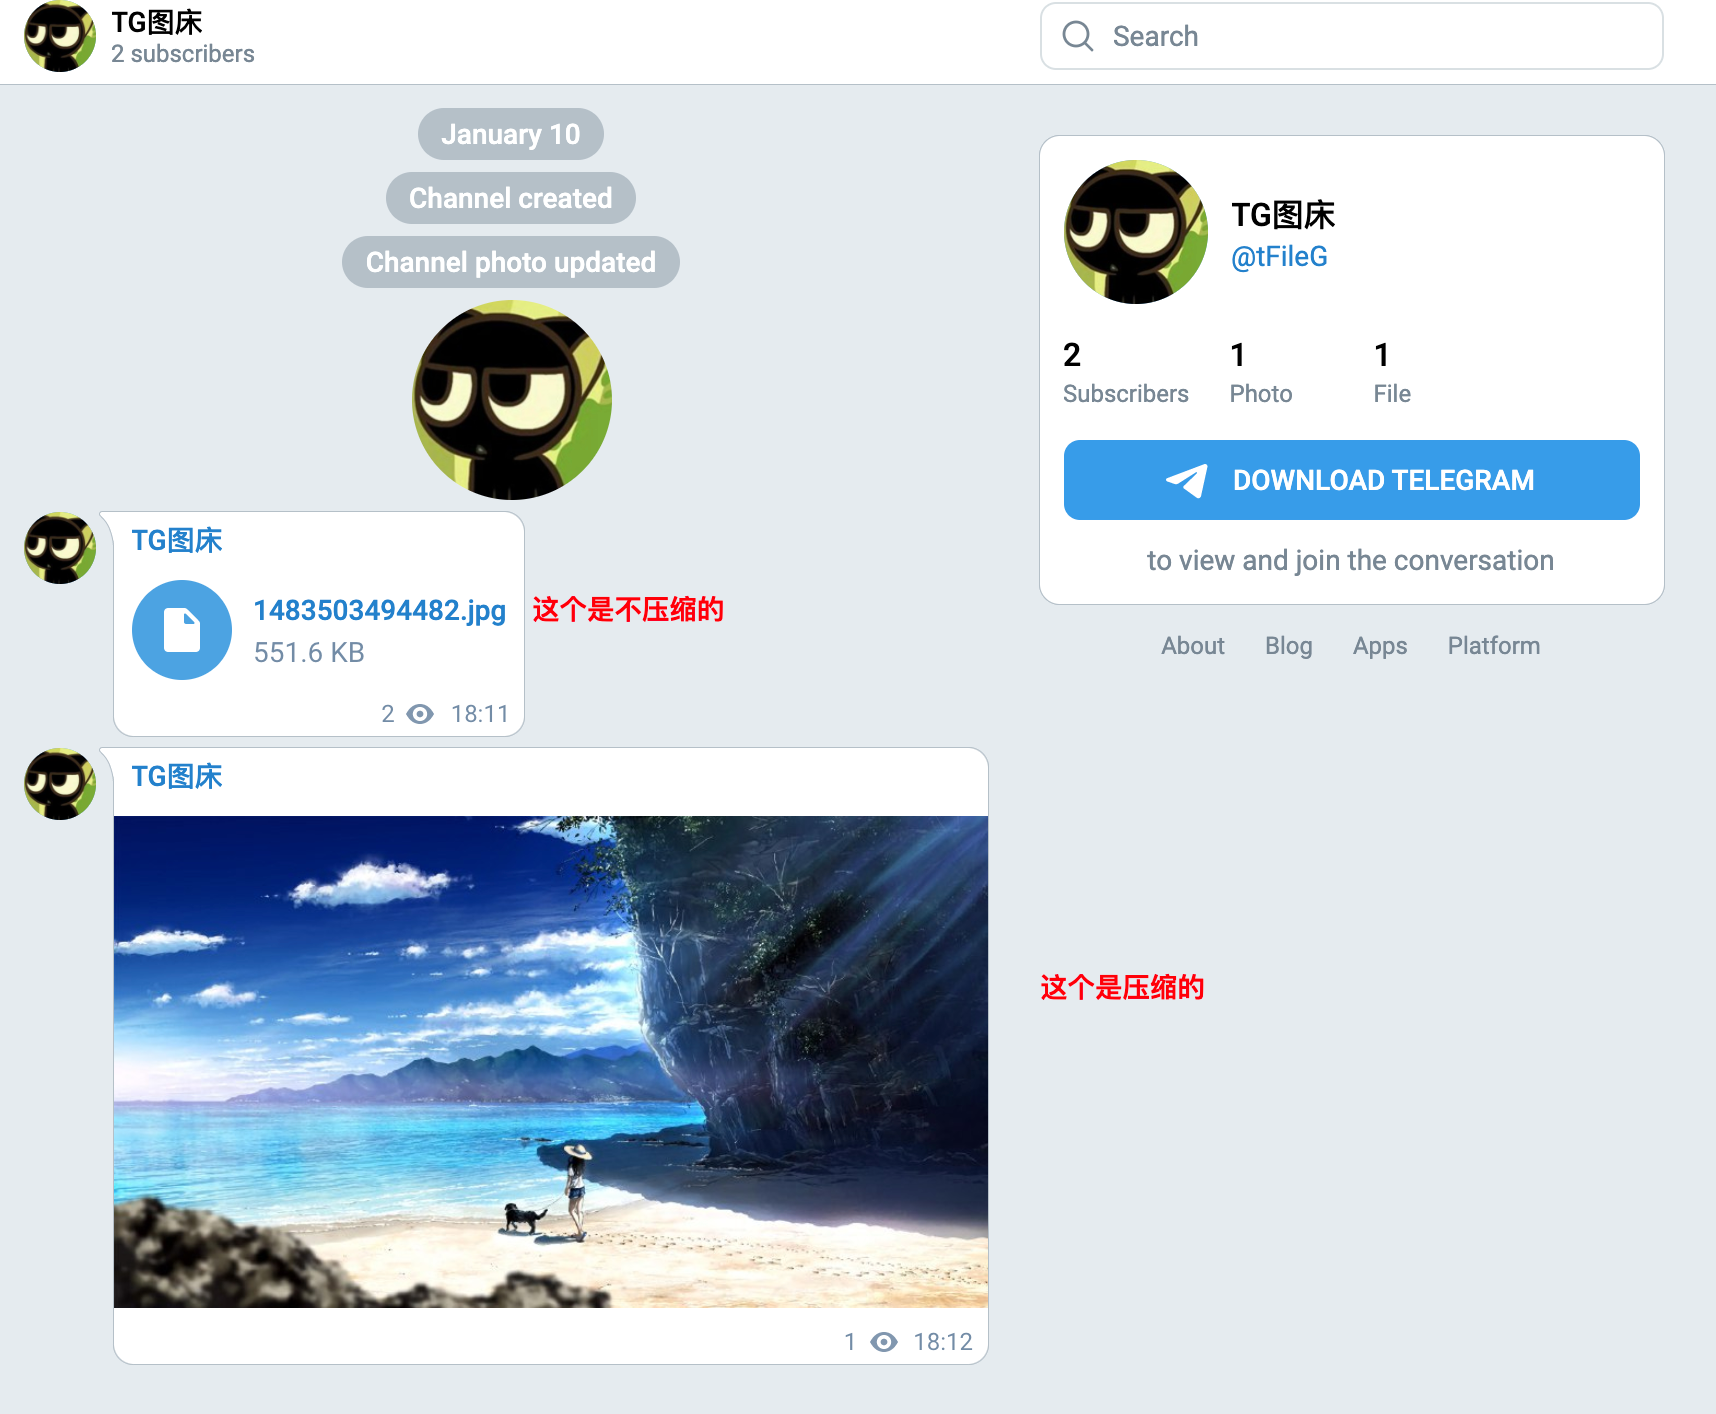 TG图床
2 subscribers
Search
January 10
Channel created
Channel photo updated
TG图床
1483503494482.jpg
551.6 KB
2 18:11
这个是不压缩的
TG图床
1 18:12
这个是压缩的
TG图床
@tFileG
2 1 1
Subscribers Photo File
DOWNLOAD TELEGRAM
to view and join the conversation
About Blog Apps Platform